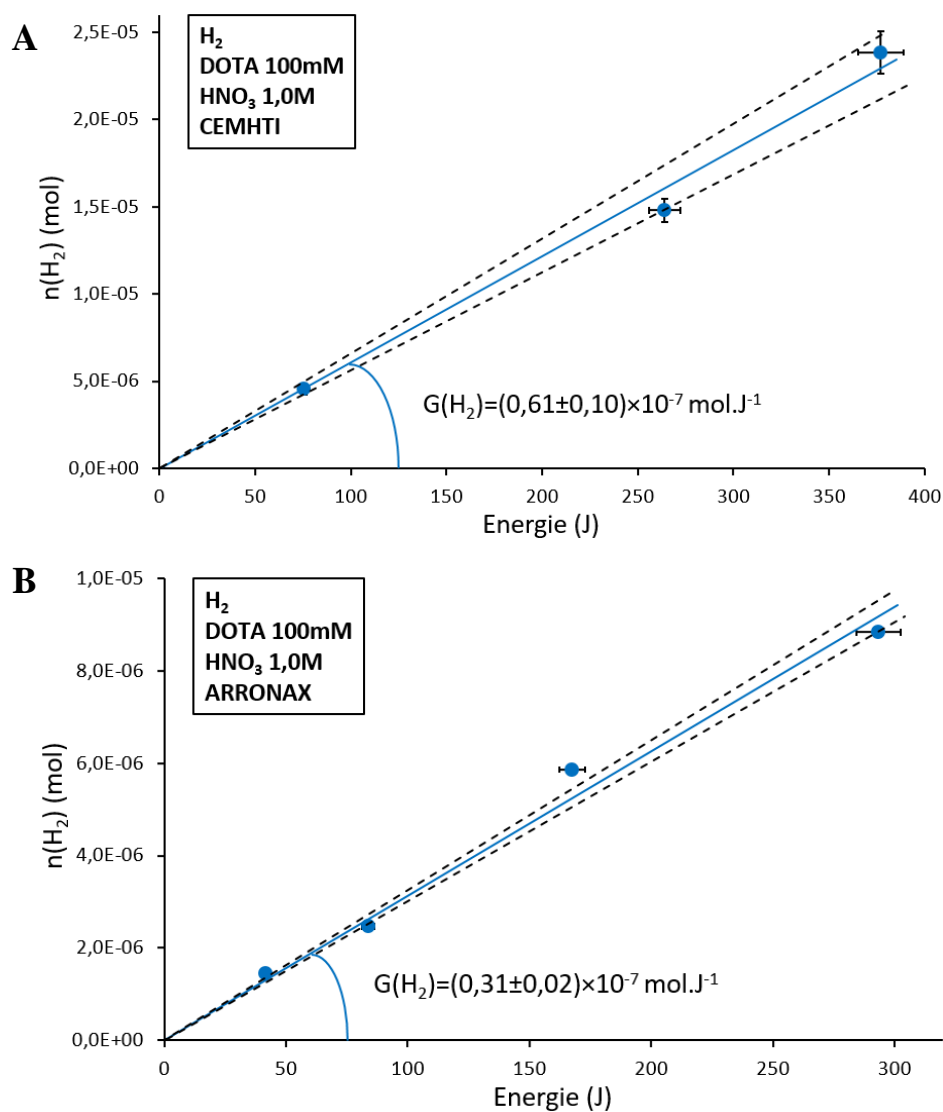 A
H₂
DOTA 100mM
HNO₃ 1,0M
CEMHTI
n(H₂) (mol)
2,5E-05
2,0E-05
1,5E-05
1,0E-05
5,0E-06
0,0E+00
G(H₂)=(0,61±0,10)×10⁻⁷ mol.J⁻¹
0 50 100 150 200 250 300 350 400
Energie (J)
B
H₂
DOTA 100mM
HNO₃ 1,0M
ARRONAX
n(H₂) (mol)
1,0E-05
8,0E-06
6,0E-06
4,0E-06
2,0E-06
0,0E+00
G(H₂)=(0,31±0,02)×10⁻⁷ mol.J⁻¹
0 50 100 150 200 250 300
Energie (J)